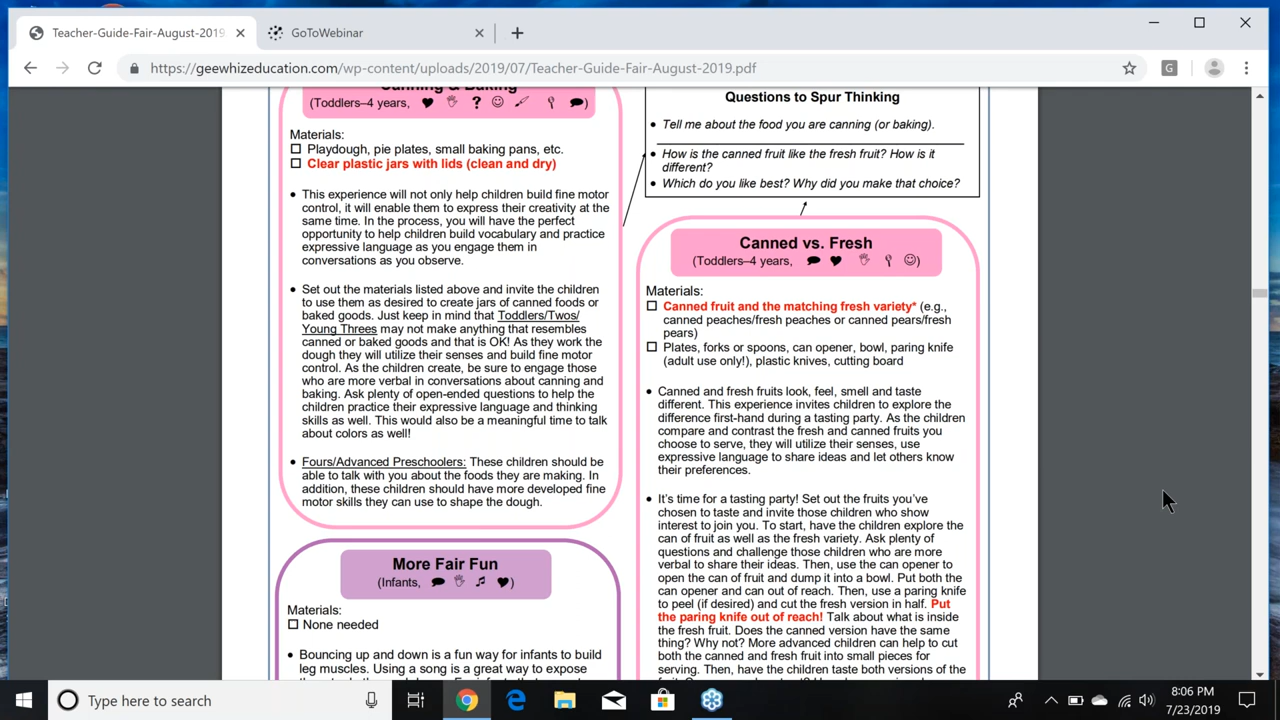 Teacher-Guide-Fair-August-2019
GoToWebinar
https://geewhizeducation.com/wp-content/uploads/2019/07/Teacher-Guide-Fair-August-2019.pdf
G
Canning & Baking
(Toddlers–4 years, )
Materials:
Playdough, pie plates, small baking pans, etc.
Clear plastic jars with lids (clean and dry)
• This experience will not only help children build fine motor
control, it will enable them to express their creativity at the
same time. In the process, you will have the perfect
opportunity to help children build vocabulary and practice
expressive language as you engage them in
conversations as you observe.
• Set out the materials listed above and invite the children
to use them as desired to create jars of canned foods or
baked goods. Just keep in mind that Toddlers/Twos/
Young Threes may not make anything that resembles
canned or baked goods and that is OK! As they work the
dough they will utilize their senses and build fine motor
control. As the children create, be sure to engage those
who are more verbal in conversations about canning and
baking. Ask plenty of open-ended questions to help the
children practice their expressive language and thinking
skills as well. This would also be a meaningful time to talk
about colors as well!
• Fours/Advanced Preschoolers: These children should be
able to talk with you about the foods they are making. In
addition, these children should have more developed fine
motor skills they can use to shape the dough.
More Fair Fun
(Infants, )
Materials:
None needed
• Bouncing up and down is a fun way for infants to build
leg muscles. Using a song is a great way to expose
Questions to Spur Thinking
• Tell me about the food you are canning (or baking).
• How is the canned fruit like the fresh fruit? How is it
different?
• Which do you like best? Why did you make that choice?
Canned vs. Fresh
(Toddlers–4 years, )
Materials:
Canned fruit and the matching fresh variety* (e.g.,
canned peaches/fresh peaches or canned pears/fresh
pears)
Plates, forks or spoons, can opener, bowl, paring knife
(adult use only!), plastic knives, cutting board
• Canned and fresh fruits look, feel, smell and taste
different. This experience invites children to explore the
difference first-hand during a tasting party. As the children
compare and contrast the fresh and canned fruits you
choose to serve, they will utilize their senses, use
expressive language to share ideas and let others know
their preferences.
• It's time for a tasting party! Set out the fruits you've
chosen to taste and invite those children who show
interest to join you. To start, have the children explore the
can of fruit as well as the fresh variety. Ask plenty of
questions and challenge those children who are more
verbal to share their ideas. Then, use the can opener to
open the can of fruit and dump it into a bowl. Put both the
can opener and can out of reach. Then, use a paring knife
to peel (if desired) and cut the fresh version in half. Put
the paring knife out of reach! Talk about what is inside
the fresh fruit. Does the canned version have the same
thing? Why not? More advanced children can help to cut
both the canned and fresh fruit into small pieces for
serving. Then, have the children taste both versions of the
Type here to search
8:06 PM
7/23/2019